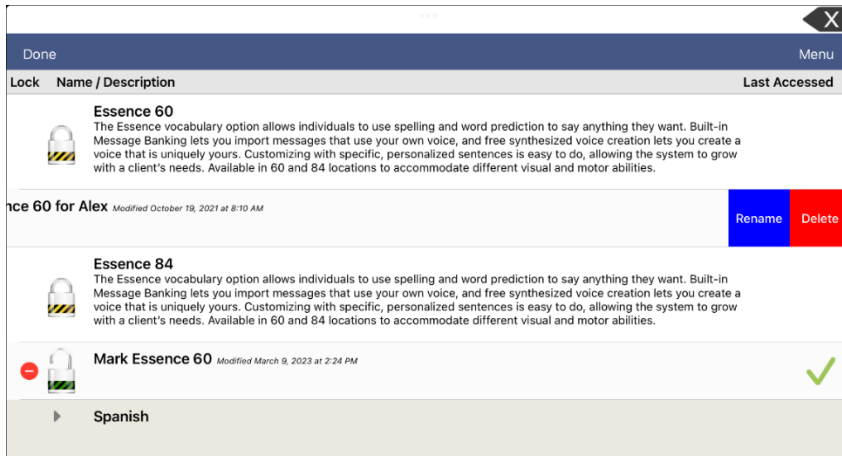 X
Done Menu
Lock Name / Description Last Accessed
Essence 60
The Essence vocabulary option allows individuals to use spelling and word prediction to say anything they want. Built-in
Message Banking lets you import messages that use your own voice, and free synthesized voice creation lets you create a
voice that is uniquely yours. Customizing with specific, personalized sentences is easy to do, allowing the system to grow
with a client's needs. Available in 60 and 84 locations to accommodate different visual and motor abilities.
nce 60 for Alex Modified October 19, 2021 at 8:10 AM
Rename Delete
Essence 84
The Essence vocabulary option allows individuals to use spelling and word prediction to say anything they want. Built-in
Message Banking lets you import messages that use your own voice, and free synthesized voice creation lets you create a
voice that is uniquely yours. Customizing with specific, personalized sentences is easy to do, allowing the system to grow
with a client's needs. Available in 60 and 84 locations to accommodate different visual and motor abilities.
Mark Essence 60 Modified March 9, 2023 at 2:24 PM
Spanish